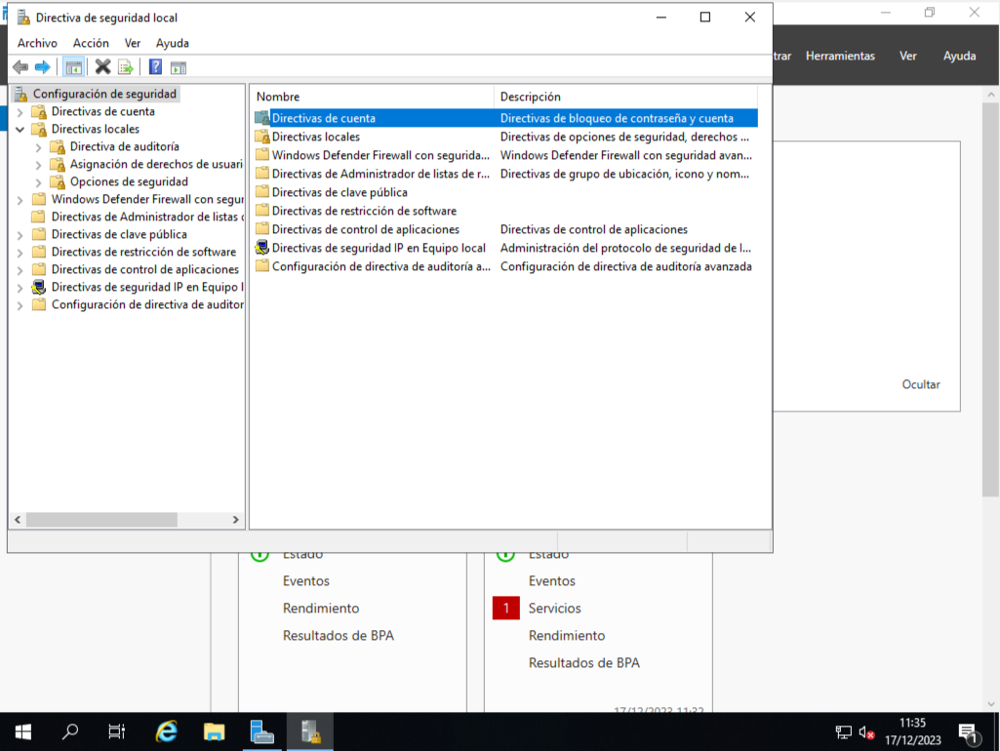 Directiva de seguridad local
Archivo Acción Ver Ayuda
trar Herramientas Ver Ayuda
Configuración de seguridad
Directivas de cuenta
Directivas locales
Directiva de auditoría
Asignación de derechos de usuari
Opciones de seguridad
Windows Defender Firewall con segur
Directivas de Administrador de listas d
Directivas de clave pública
Directivas de restricción de software
Directivas de control de aplicaciones
Directivas de seguridad IP en Equipo l
Configuración de directiva de auditor
Nombre Descripción
Directivas de cuenta Directivas de bloqueo de contraseña y cuenta
Directivas locales Directivas de opciones de seguridad, derechos ...
Windows Defender Firewall con segurida... Windows Defender Firewall con seguridad avan...
Directivas de Administrador de listas de r... Directivas de grupo de ubicación, icono y nom...
Directivas de clave pública
Directivas de restricción de software
Directivas de control de aplicaciones Directivas de control de aplicaciones
Directivas de seguridad IP en Equipo local Administración del protocolo de seguridad de I...
Configuración de directiva de auditoría a... Configuración de directiva de auditoría avanzada
Ocultar
Estado
Eventos
Rendimiento
Resultados de BPA
Estado
Eventos
1 Servicios
Rendimiento
Resultados de BPA
17/12/2023 11:32
11:35
17/12/2023
1